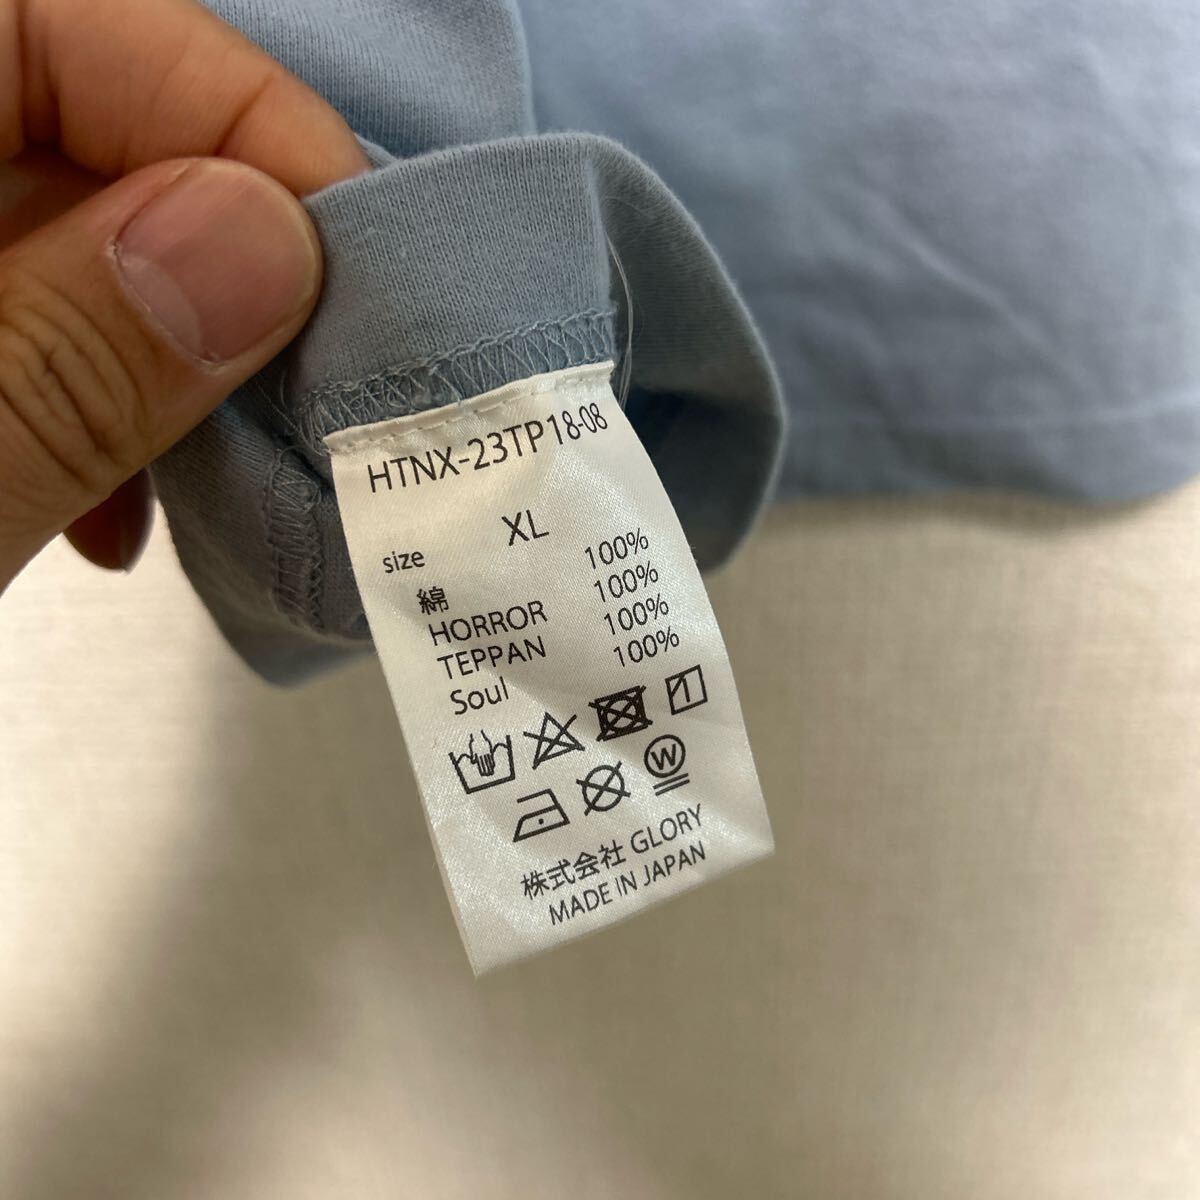 HTNX-23TP18-08
size XL
綿 100%
HORROR 100%
TEPPAN 100%
Soul 100%
1
W
株式会社 GLORY
MADE IN JAPAN